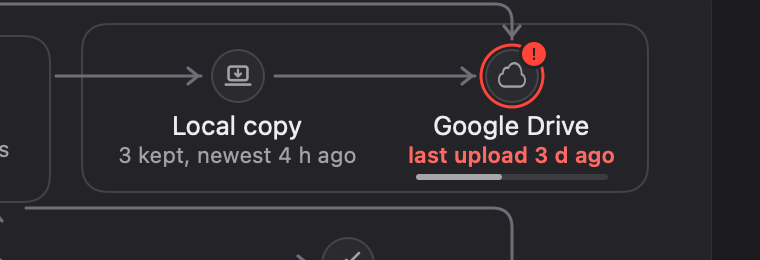 !
Local copy
Google Drive
3 kept, newest 4 h ago
last upload 3 d ago
s